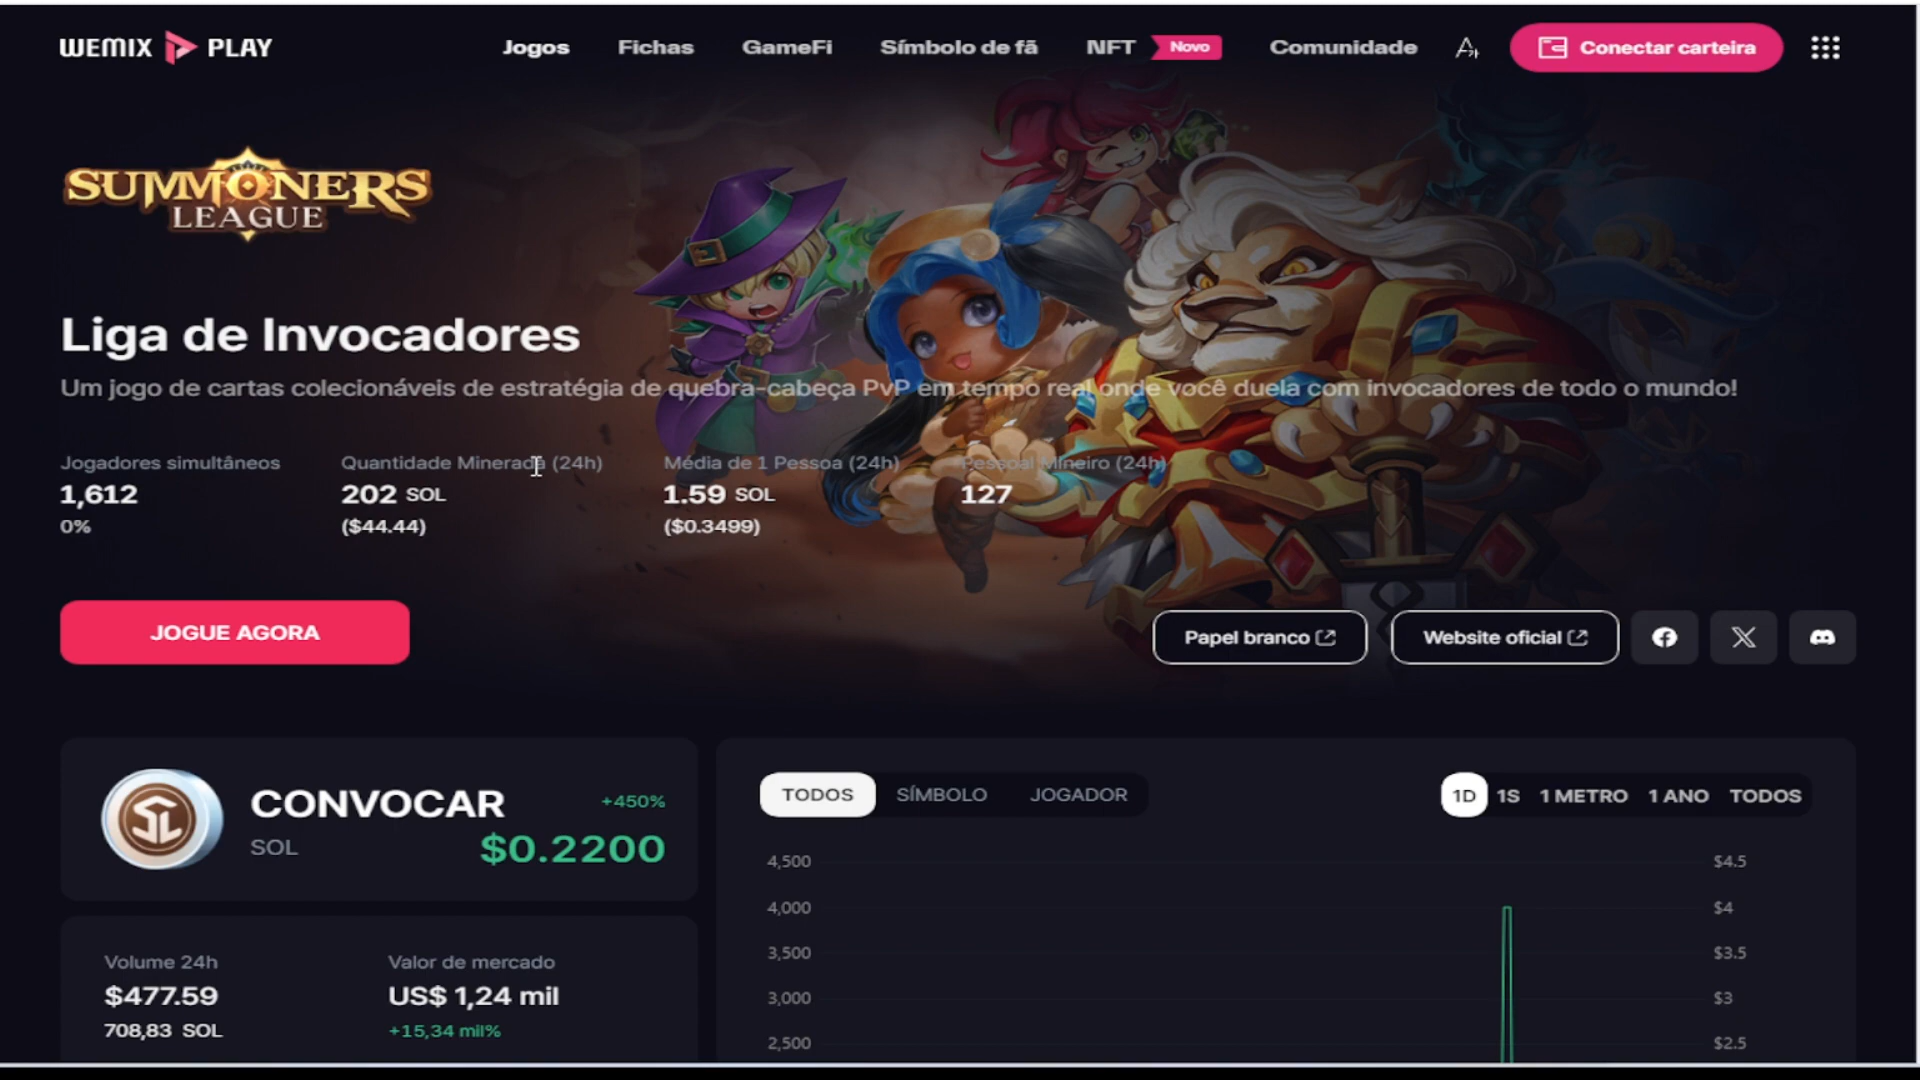 WEMIX PLAY
Jogos
Fichas
GameFi
Símbolo de fã
NFT
Novo
Comunidade
Conectar carteira
SUMMONERS
LEAGUE
Liga de Invocadores
Um jogo de cartas colecionáveis de estratégia de quebra-cabeça PvP em tempo real onde você duela com invocadores de todo o mundo!
Jogadores simultâneos
1,612
0%
Quantidade Minerada (24h)
202 SOL
($44.44)
Média de 1 Pessoa (24h)
1.59 SOL
($0.3499)
Pessoal Mineiro (24h)
127
JOGUE AGORA
Papel branco
Website oficial
CONVOCAR
+450%
SOL
$0.2200
Volume 24h
$477.59
708,83 SOL
Valor de mercado
US$ 1,24 mil
+15,34 mil%
TODOS
SÍMBOLO
JOGADOR
1D
1S
1 METRO
1 ANO
TODOS
4,500
$4.5
4,000
$4
3,500
$3.5
3,000
$3
2,500
$2.5